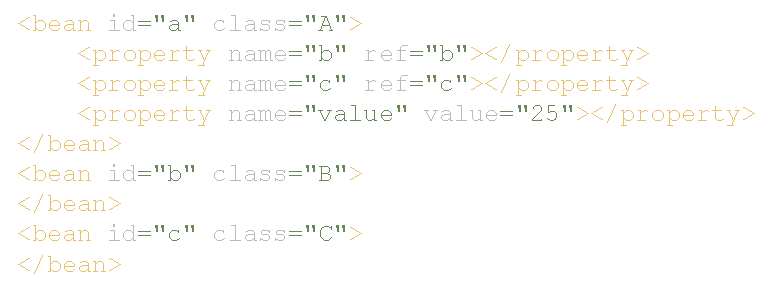 <bean id="a" class="A">
    <property name="b" ref="b"></property>
    <property name="c" ref="c"></property>
    <property name="value" value="25"></property>
</bean>
<bean id="b" class="B">
</bean>
<bean id="c" class="C">
</bean>